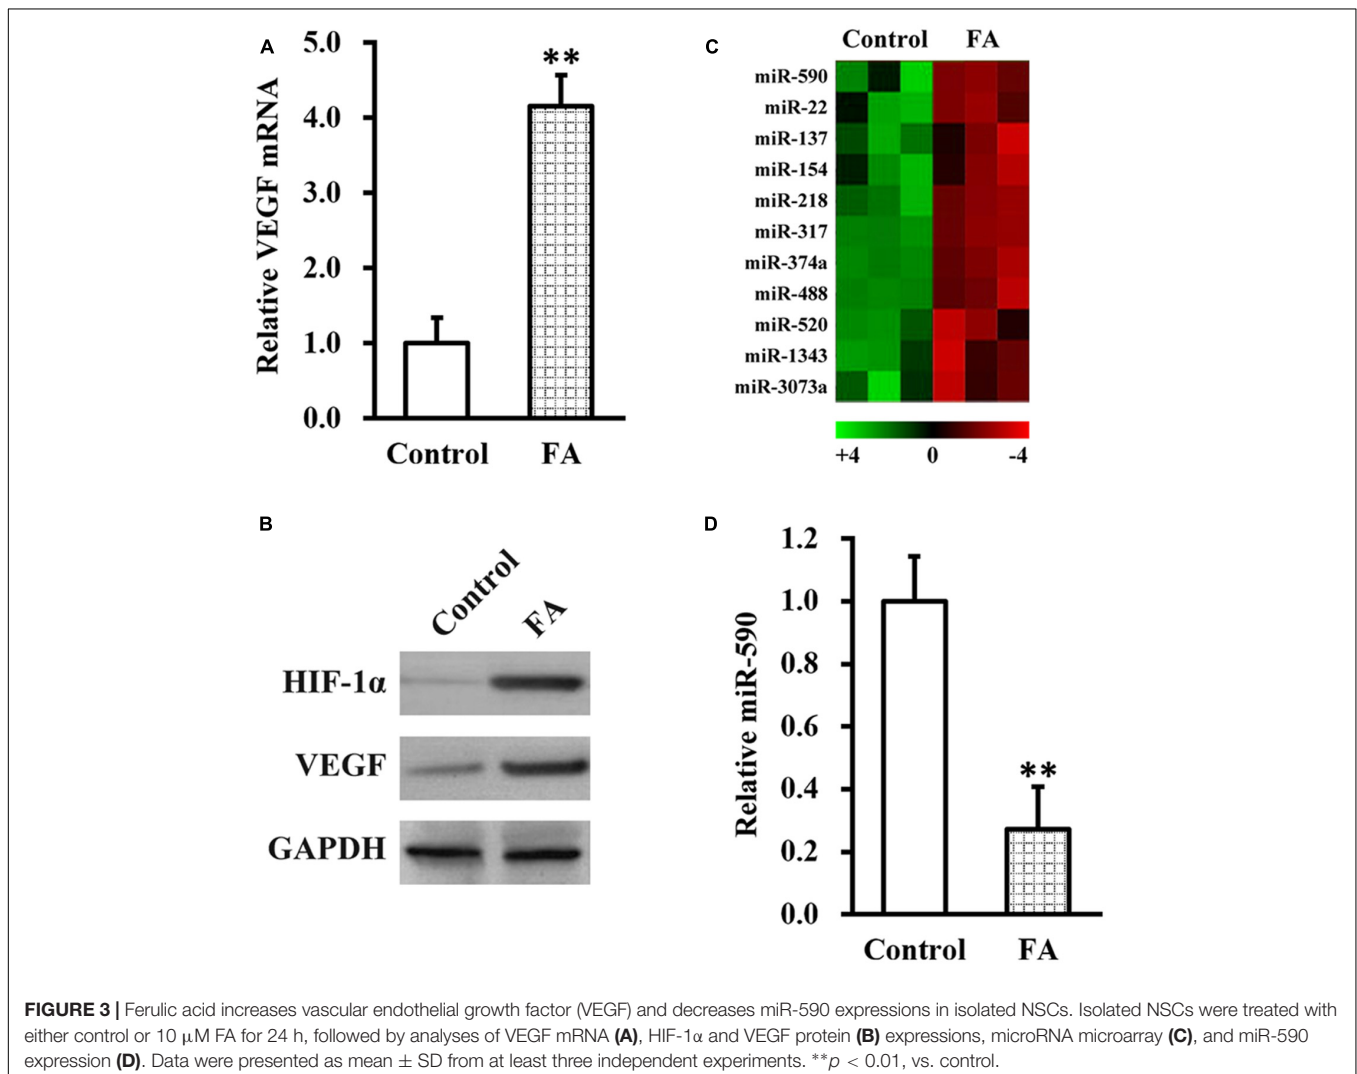 A
5.0
4.0
3.0
2.0
1.0
0.0
Relative VEGF mRNA
**
Control FA
C
Control FA
miR-590
miR-22
miR-137
miR-154
miR-218
miR-317
miR-374a
miR-488
miR-520
miR-1343
miR-3073a
+4 0 -4
B
Control
FA
HIF-1α
VEGF
GAPDH
D
1.2
1.0
0.8
0.6
0.4
0.2
0.0
Relative miR-590
**
Control FA
FIGURE 3 | Ferulic acid increases vascular endothelial growth factor (VEGF) and decreases miR-590 expressions in isolated NSCs. Isolated NSCs were treated with
either control or 10 μM FA for 24 h, followed by analyses of VEGF mRNA (A), HIF-1α and VEGF protein (B) expressions, microRNA microarray (C), and miR-590
expression (D). Data were presented as mean ± SD from at least three independent experiments. **p < 0.01, vs. control.